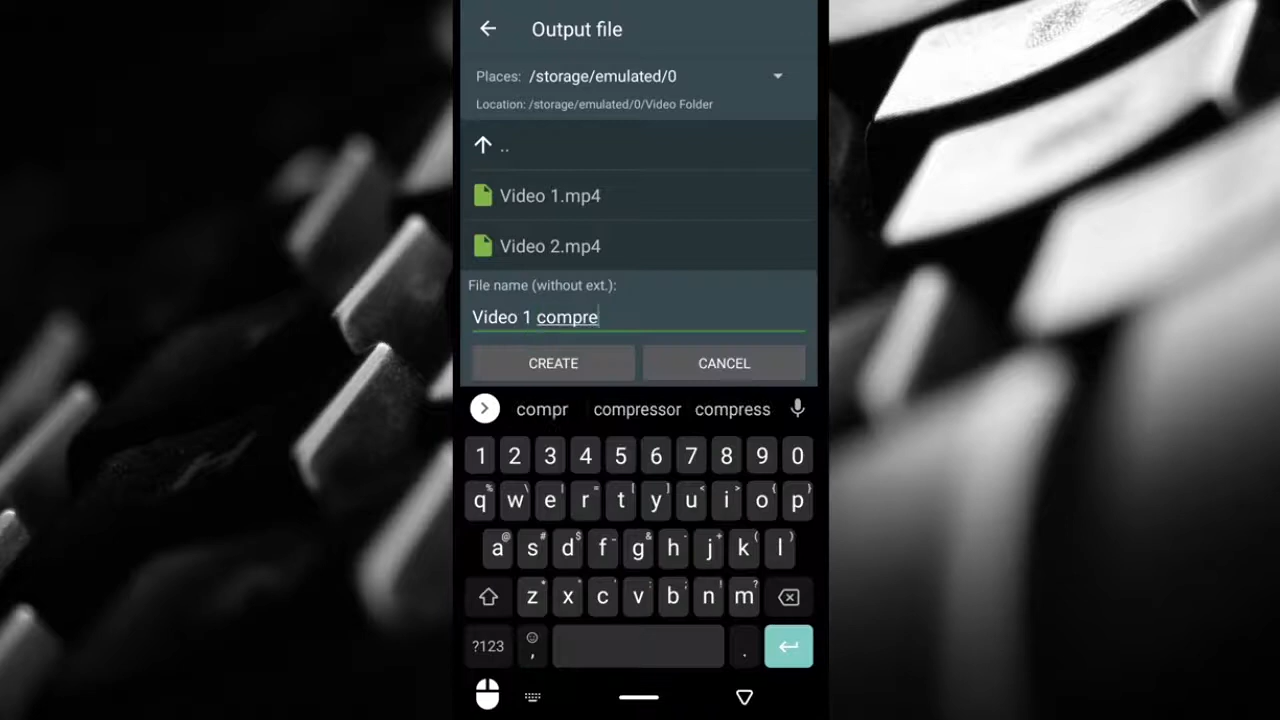 Output file
Places: /storage/emulated/0
Location: /storage/emulated/0/Video Folder
..
Video 1.mp4
Video 2.mp4
File name (without ext.):
Video 1 compre
CREATE CANCEL
compr compressor compress
1 2 3 4 5 6 7 8 9 0
q w e r t y u i o p
a s d f g h j k l
z x c v b n m
?123 , .